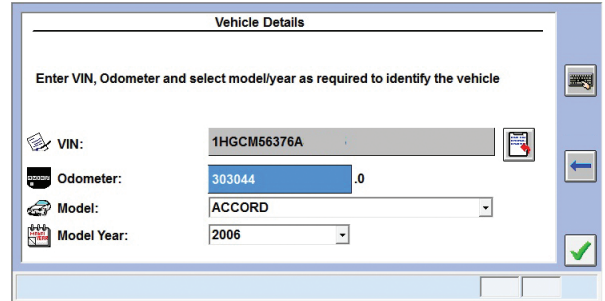 Vehicle Details
Enter VIN, Odometer and select model/year as required to identify the vehicle
VIN: 1HGCM56376A
Odometer: 303044 .0
Model: ACCORD
Model Year: 2006